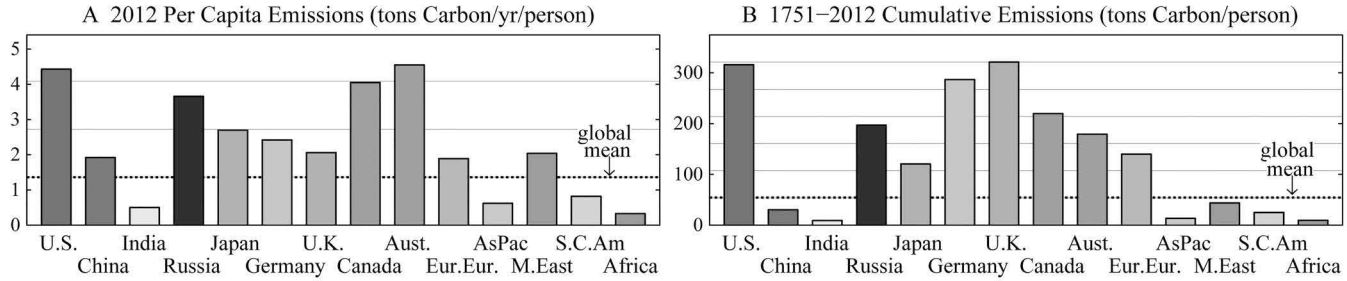 A 2012 Per Capita Emissions (tons Carbon/yr/person)
5
4
3
2
1
0
global
mean
U.S. India Japan U.K. Aust. AsPac S.C.Am
China Russia Germany Canada Eur.Eur. M.East Africa
B 1751−2012 Cumulative Emissions (tons Carbon/person)
300
200
100
0
global
mean
U.S. India Japan U.K. Aust. AsPac S.C.Am
China Russia Germany Canada Eur.Eur. M.East Africa